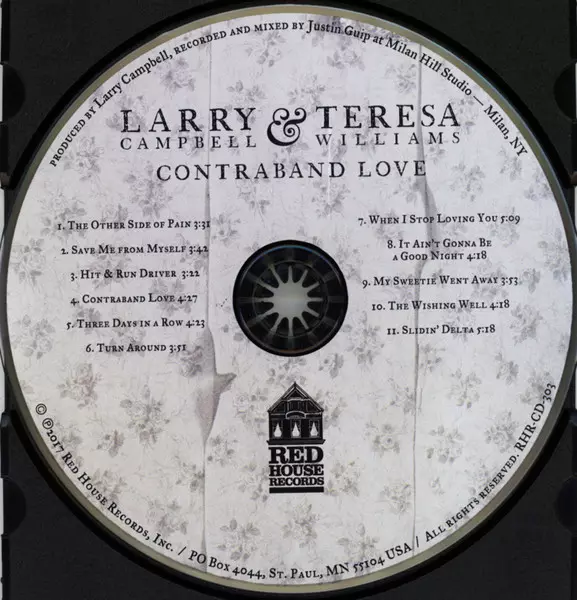 PRODUCED BY Larry Campbell, RECORDED AND MIXED BY Justin Guip at Milan Hill Studio — Milan, NY
LARRY & TERESA
CAMPBELL WILLIAMS
CONTRABAND LOVE
1. The Other Side of Pain 3:31
2. Save Me from Myself 3:42
3. Hit & Run Driver 3:22
4. Contraband Love 4:27
5. Three Days in a Row 4:23
6. Turn Around 3:51
7. When I Stop Loving You 5:09
8. It Ain't Gonna Be
a Good Night 4:18
9. My Sweetie Went Away 3:53
10. The Wishing Well 4:18
11. Slidin' Delta 5:18
RED
HOUSE
RECORDS
© ℗2017 Red House Records, Inc. / PO Box 4044, St. Paul, MN 55104 USA / All rights reserved. RHR-CD-303